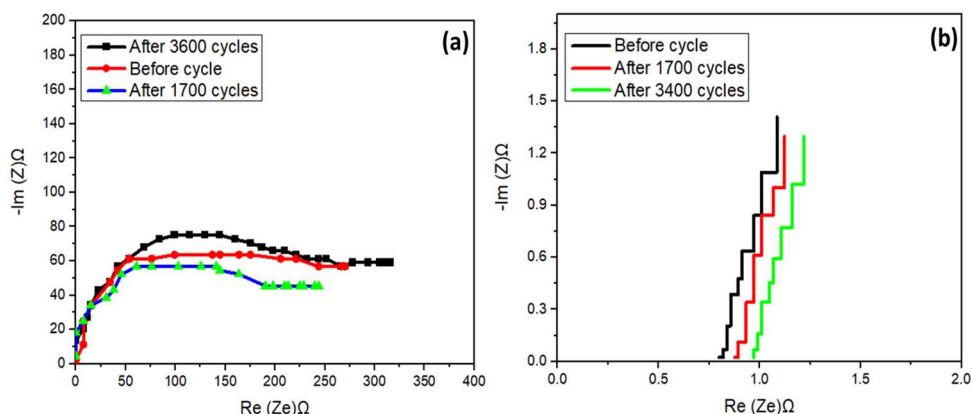 (a)
After 3600 cycles
Before cycle
After 1700 cycles
-Im (Z)Ω
-200
-180
160
140
120
100
80
60
40
20
0
0 50 100 150 200 250 300 350 400
Re (Ze)Ω
(b)
Before cycle
After 1700 cycles
After 3400 cycles
-Im (Z)Ω
1.8
1.5
1.2
0.9
0.6
0.3
0.0
0.0 0.5 1.0 1.5 2.0
Re (Ze)Ω